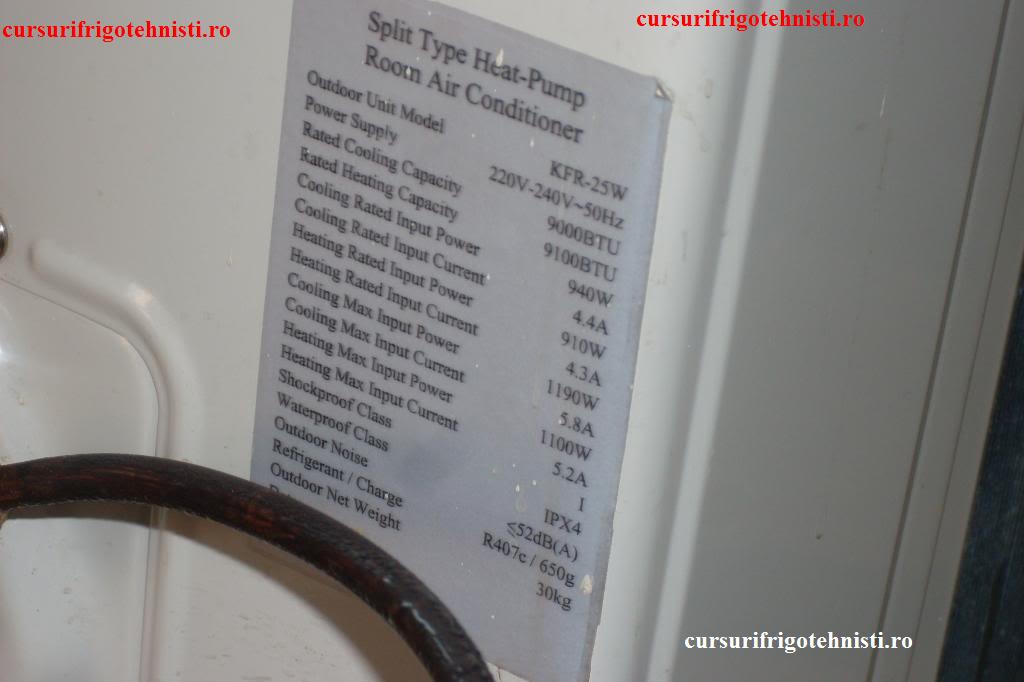 cursurifrigotehnisti.ro
cursurifrigotehnisti.ro
Split Type Heat-Pump
Room Air Conditioner
Outdoor Unit Model KFR-25W
Power Supply 220V-240V~50Hz
Rated Cooling Capacity 9000BTU
Rated Heating Capacity 9100BTU
Cooling Rated Input Power 940W
Cooling Rated Input Current 4.4A
Heating Rated Input Power 910W
Heating Rated Input Current 4.3A
Cooling Max Input Power 1190W
Cooling Max Input Current 5.8A
Heating Max Input Power 1100W
Heating Max Input Current 5.2A
Shockproof Class I
Waterproof Class IPX4
Outdoor Noise ≤52dB(A)
Refrigerant / Charge R407c / 650g
Outdoor Net Weight 30kg
cursurifrigotehnisti.ro